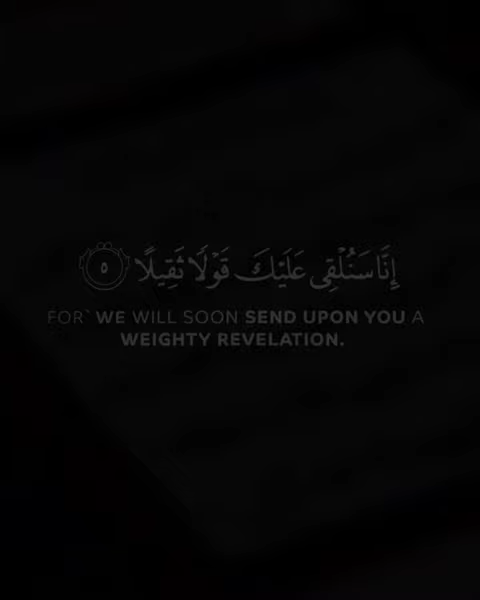 إِنَّا سَنُلْقِى عَلَيْكَ قَوْلًا ثَقِيلًا ٥
FOR` WE WILL SOON SEND UPON YOU A
WEIGHTY REVELATION.